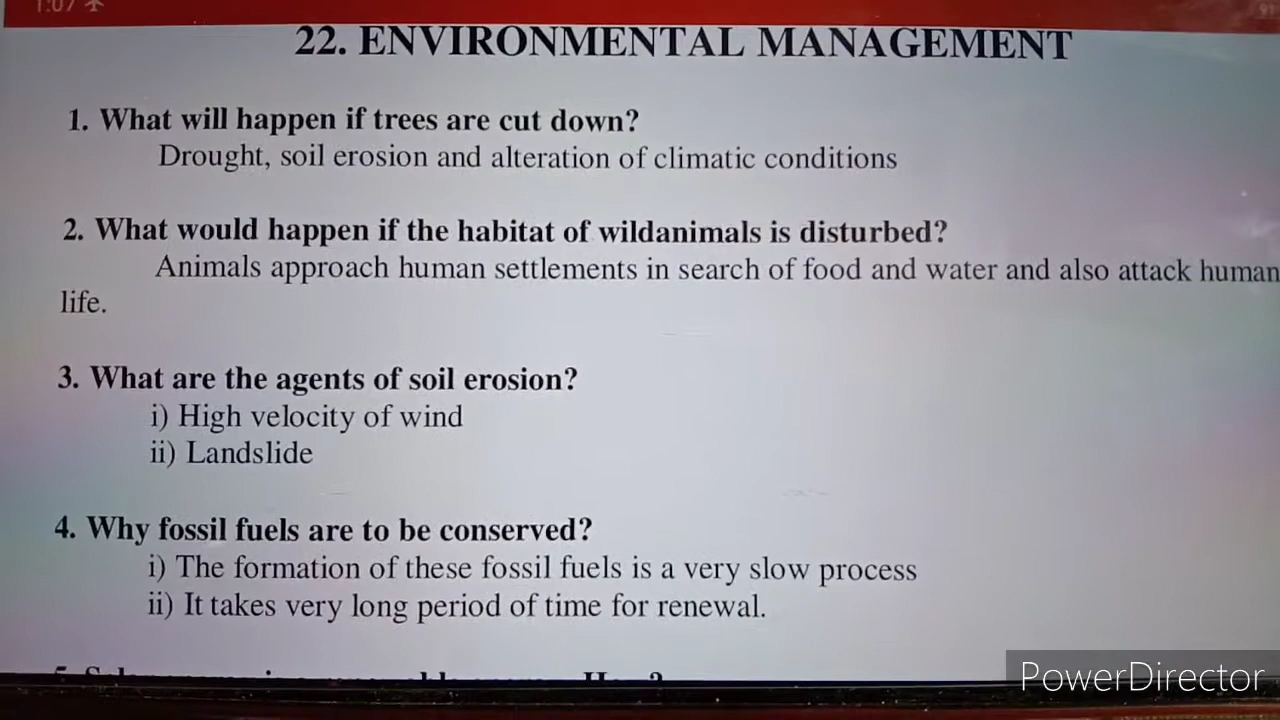 1:07
22. ENVIRONMENTAL MANAGEMENT
1. What will happen if trees are cut down?
Drought, soil erosion and alteration of climatic conditions
2. What would happen if the habitat of wildanimals is disturbed?
Animals approach human settlements in search of food and water and also attack human
life.
3. What are the agents of soil erosion?
i) High velocity of wind
ii) Landslide
4. Why fossil fuels are to be conserved?
i) The formation of these fossil fuels is a very slow process
ii) It takes very long period of time for renewal.
PowerDirector